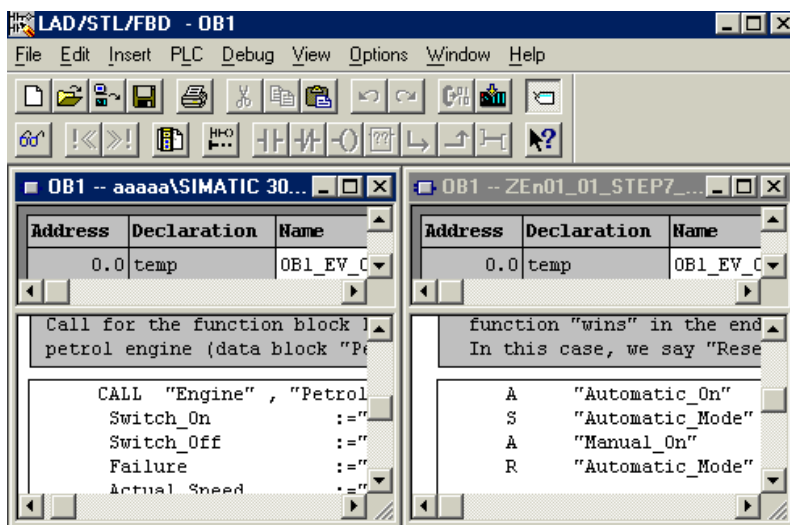 LAD/STL/FBD - OB1
File Edit Insert PLC Debug View Options Window Help
OB1 -- aaaaa\SIMATIC 30...
Address Declaration Name
0.0 temp OB1_EV_C
Call for the function block
petrol engine (data block "Pe
CALL "Engine" , "Petrol
Switch_On :="
Switch_Off :="
Failure :="
Actual_Speed :="
OB1 -- ZEn01_01_STEP7_...
Address Declaration Name
0.0 temp OB1_EV_C
function "wins" in the end
In this case, we say "Rese
A "Automatic_On"
S "Automatic_Mode"
A "Manual_On"
R "Automatic_Mode"